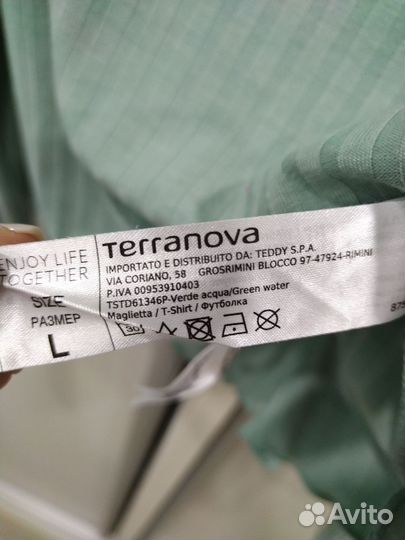 ENJOY LIFE
TOGETHER
SIZE
РАЗМЕР
L
Terranova
IMPORTATO E DISTRIBUITO DA: TEDDY S.P.A.
VIA CORIANO, 58 GROSRIMINI BLOCCO 97-47924-RIMINI
P.IVA 00953910403
TSTD61346P-Verde acqua/Green water
Maglietta / T-Shirt / Футболка
30
Avito